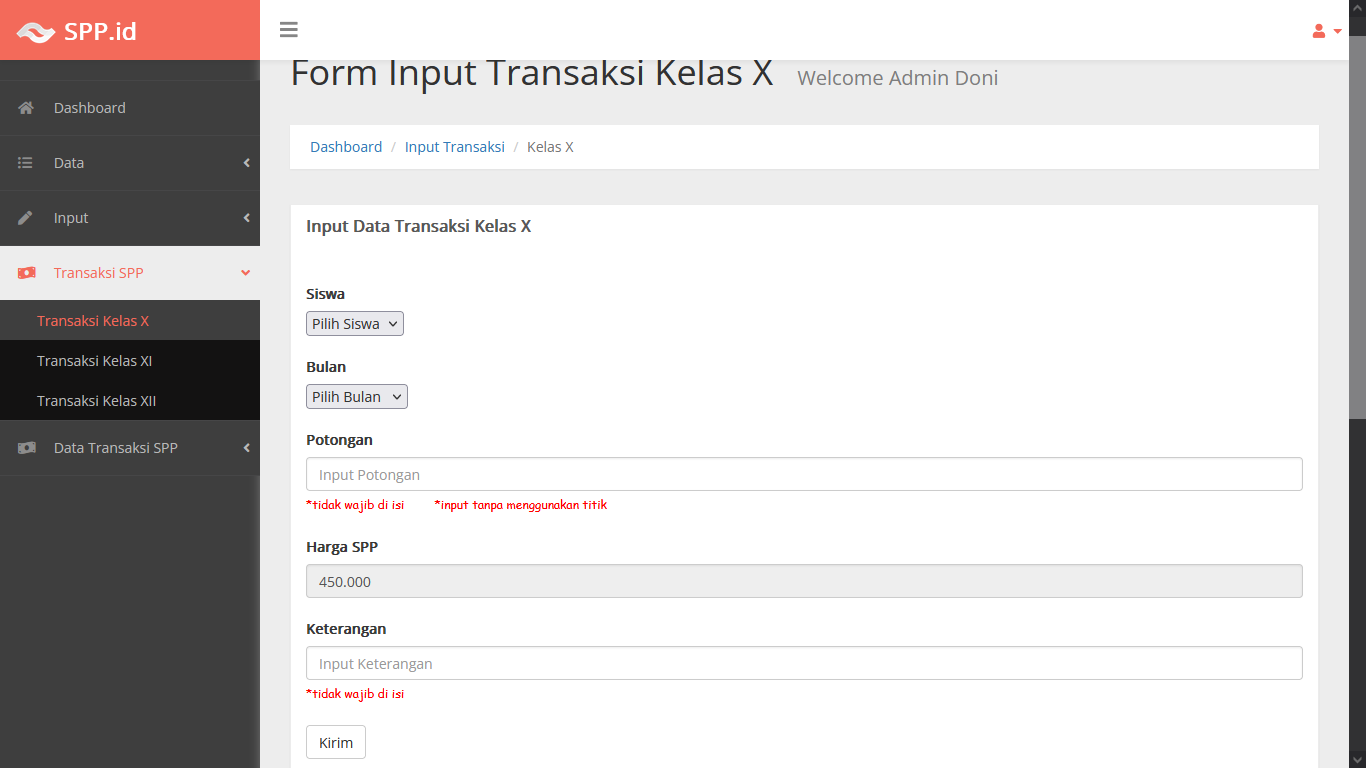 SPP.id
Dashboard
Data
Input
Transaksi SPP
Transaksi Kelas X
Transaksi Kelas XI
Transaksi Kelas XII
Data Transaksi SPP
Form Input Transaksi Kelas X Welcome Admin Doni
Dashboard / Input Transaksi / Kelas X
Input Data Transaksi Kelas X
Siswa
Pilih Siswa
Bulan
Pilih Bulan
Potongan
Input Potongan
*tidak wajib di isi *input tanpa menggunakan titik
Harga SPP
450.000
Keterangan
Input Keterangan
*tidak wajib di isi
Kirim